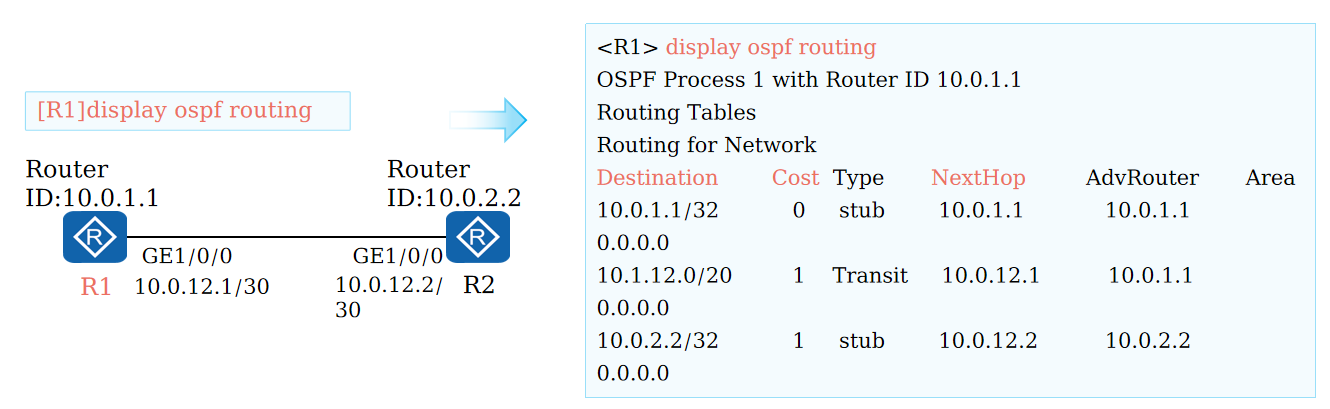 [R1]display ospf routing
Router
ID:10.0.1.1
Router
ID:10.0.2.2
R
R
GE1/0/0
10.0.12.1/30
GE1/0/0
10.0.12.2/
30
R1
R2
<R1> display ospf routing
OSPF Process 1 with Router ID 10.0.1.1
Routing Tables
Routing for Network
Destination Cost Type NextHop AdvRouter Area
10.0.1.1/32 0 stub 10.0.1.1 10.0.1.1
0.0.0.0
10.1.12.0/20 1 Transit 10.0.12.1 10.0.1.1
0.0.0.0
10.0.2.2/32 1 stub 10.0.12.2 10.0.2.2
0.0.0.0